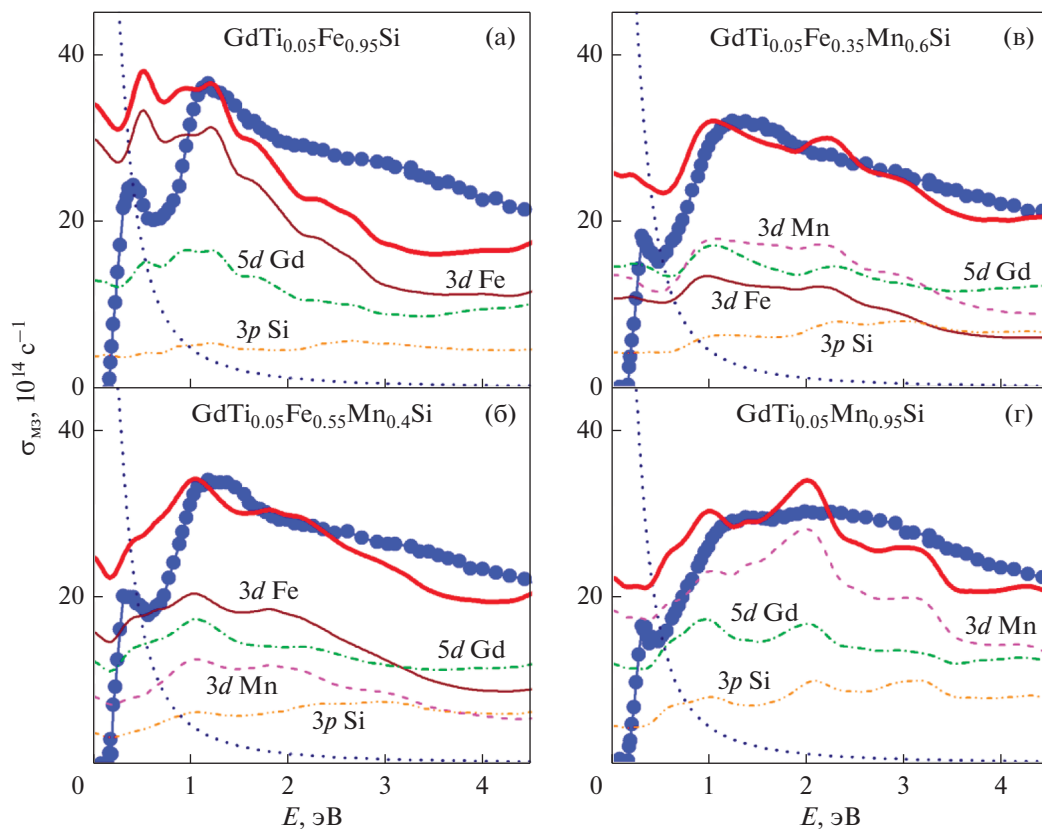 GdTi₀.₀₅Fe₀.₉₅Si (а)
40
20
0
5d Gd
3d Fe
3p Si
GdTi₀.₀₅Fe₀.₃₅Mn₀.₆Si (в)
40
20
0
3d Mn
5d Gd
3d Fe
3p Si
σмз, 10¹⁴ с⁻¹
GdTi₀.₀₅Fe₀.₅₅Mn₀.₄Si (б)
40
20
3d Fe
5d Gd
3d Mn
3p Si
0 1 2 3 4
E, эВ
GdTi₀.₀₅Mn₀.₉₅Si (г)
40
20
5d Gd
3d Mn
3p Si
0 1 2 3 4
E, эВ